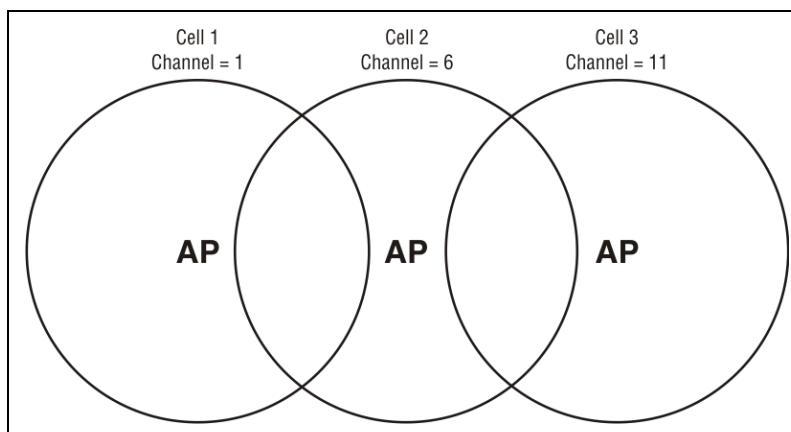 Cell 1
Channel = 1
Cell 2
Channel = 6
Cell 3
Channel = 11
AP
AP
AP